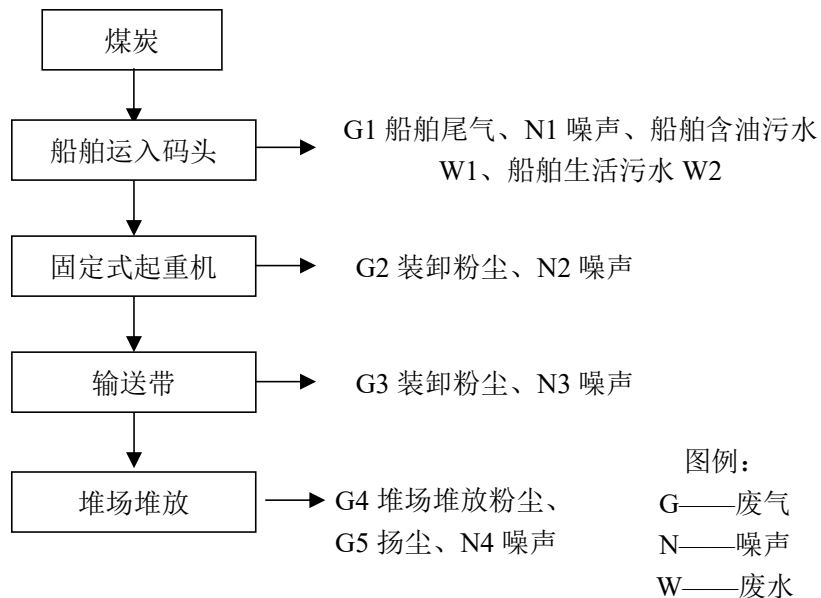 煤炭
船舶运入码头
G1 船舶尾气、N1 噪声、船舶含油污水
W1、船舶生活污水 W2
固定式起重机
G2 装卸粉尘、N2 噪声
输送带
G3 装卸粉尘、N3 噪声
堆场堆放
G4 堆场堆放粉尘、
G5 扬尘、N4 噪声
图例：
G——废气
N——噪声
W——废水